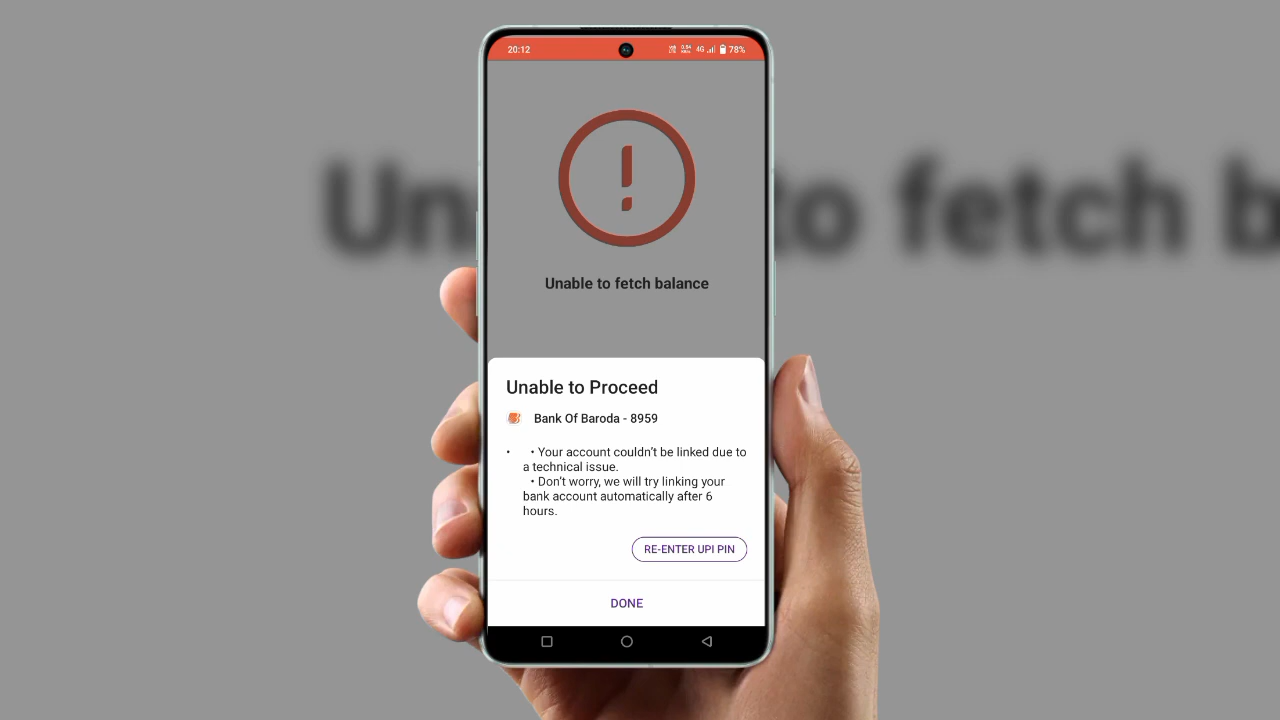 Unable to fetch b
20:12
4G 78%
Unable to fetch balance
Unable to Proceed
Bank Of Baroda - 8959
• • Your account couldn't be linked due to
a technical issue.
• Don't worry, we will try linking your
bank account automatically after 6
hours.
RE-ENTER UPI PIN
DONE